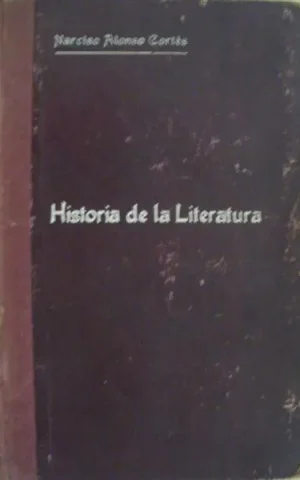 Narciso Alonso Cortés
Historia de la Literatura